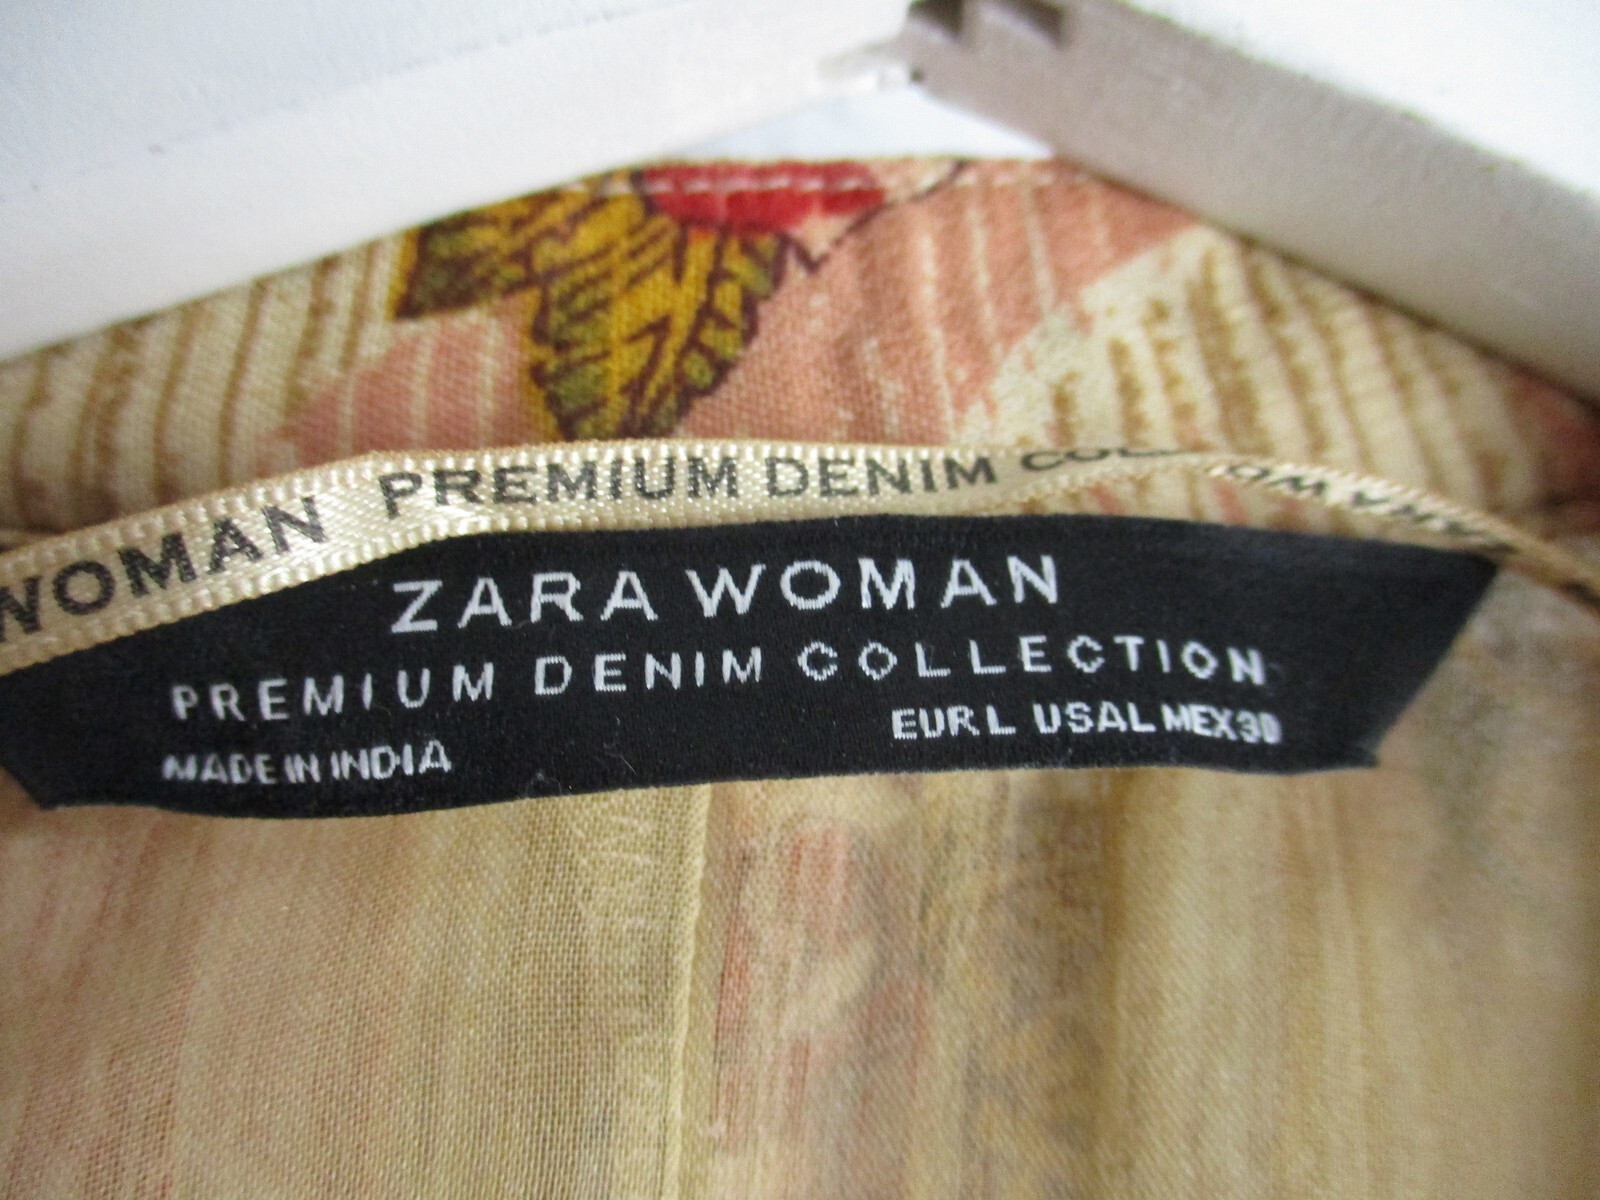 WOMAN PREMIUM DENIM
ZARA WOMAN
PREMIUM DENIM COLLECTION
MADE IN INDIA
EUR L USA L MEX 30